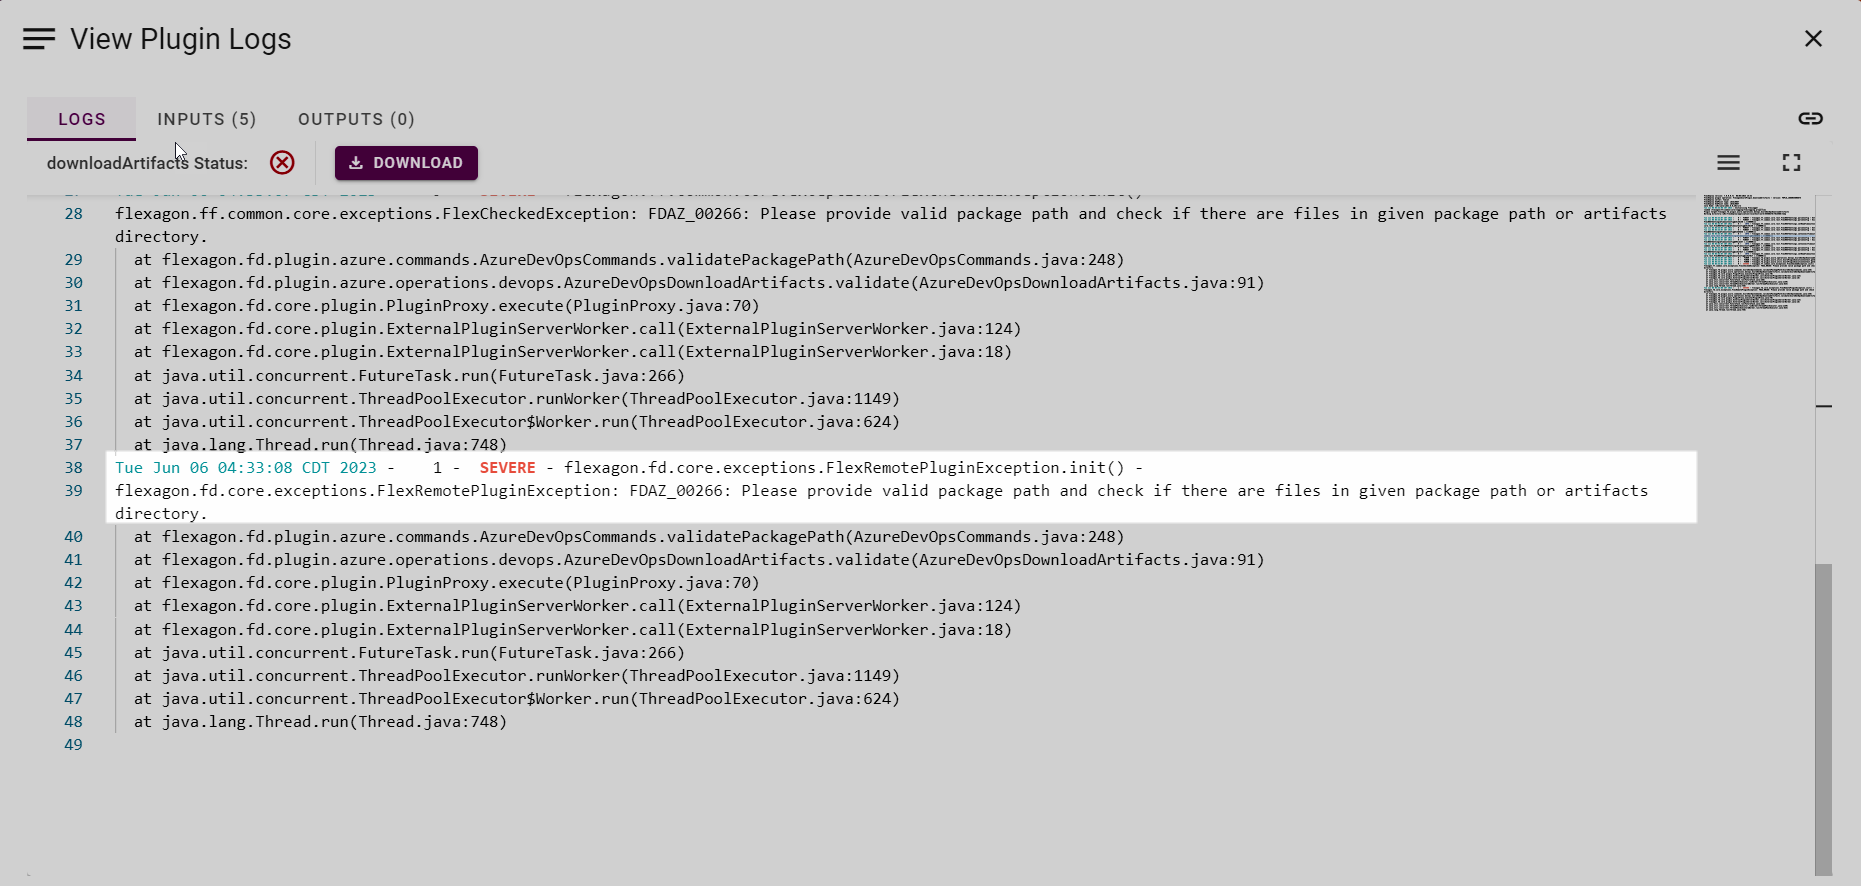 View Plugin Logs
LOGS INPUTS (5) OUTPUTS (0)
downloadArtifacts Status: DOWNLOAD
28 flexagon.ff.common.core.exceptions.FlexCheckedException: FDAZ_00266: Please provide valid package path and check if there are files in given package path or artifacts
directory.
29 at flexagon.fd.plugin.azure.commands.AzureDevOpsCommands.validatePackagePath(AzureDevOpsCommands.java:248)
30 at flexagon.fd.plugin.azure.operations.devops.AzureDevOpsDownloadArtifacts.validate(AzureDevOpsDownloadArtifacts.java:91)
31 at flexagon.fd.core.plugin.PluginProxy.execute(PluginProxy.java:70)
32 at flexagon.fd.core.plugin.ExternalPluginServerWorker.call(ExternalPluginServerWorker.java:124)
33 at flexagon.fd.core.plugin.ExternalPluginServerWorker.call(ExternalPluginServerWorker.java:18)
34 at java.util.concurrent.FutureTask.run(FutureTask.java:266)
35 at java.util.concurrent.ThreadPoolExecutor.runWorker(ThreadPoolExecutor.java:1149)
36 at java.util.concurrent.ThreadPoolExecutor$Worker.run(ThreadPoolExecutor.java:624)
37 at java.lang.Thread.run(Thread.java:748)
38 Tue Jun 06 04:33:08 CDT 2023 - 1 - SEVERE - flexagon.fd.core.exceptions.FlexRemotePluginException.init() -
39 flexagon.fd.core.exceptions.FlexRemotePluginException: FDAZ_00266: Please provide valid package path and check if there are files in given package path or artifacts
directory.
40 at flexagon.fd.plugin.azure.commands.AzureDevOpsCommands.validatePackagePath(AzureDevOpsCommands.java:248)
41 at flexagon.fd.plugin.azure.operations.devops.AzureDevOpsDownloadArtifacts.validate(AzureDevOpsDownloadArtifacts.java:91)
42 at flexagon.fd.core.plugin.PluginProxy.execute(PluginProxy.java:70)
43 at flexagon.fd.core.plugin.ExternalPluginServerWorker.call(ExternalPluginServerWorker.java:124)
44 at flexagon.fd.core.plugin.ExternalPluginServerWorker.call(ExternalPluginServerWorker.java:18)
45 at java.util.concurrent.FutureTask.run(FutureTask.java:266)
46 at java.util.concurrent.ThreadPoolExecutor.runWorker(ThreadPoolExecutor.java:1149)
47 at java.util.concurrent.ThreadPoolExecutor$Worker.run(ThreadPoolExecutor.java:624)
48 at java.lang.Thread.run(Thread.java:748)
49